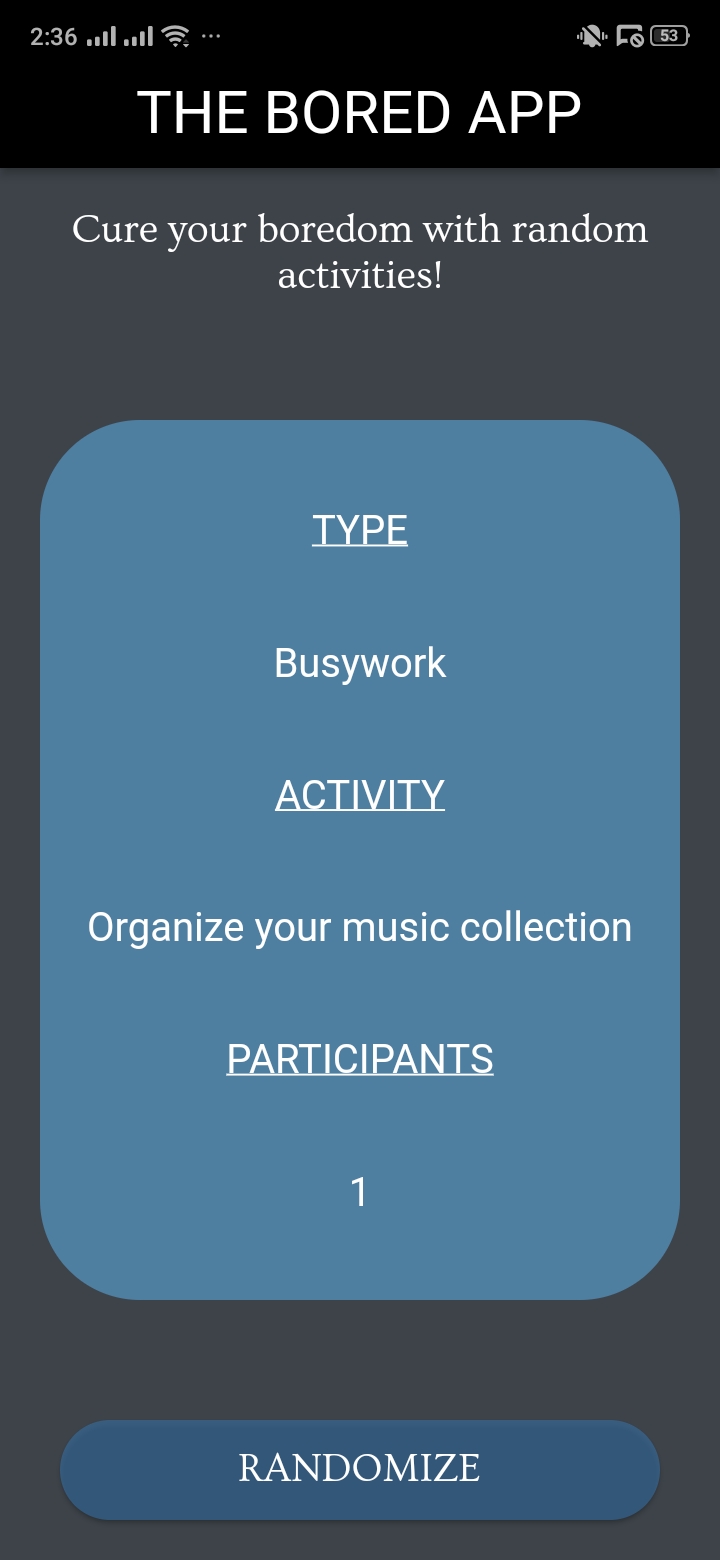 2:36
53
THE BORED APP
Cure your boredom with random
activities!
TYPE
Busywork
ACTIVITY
Organize your music collection
PARTICIPANTS
1
RANDOMIZE